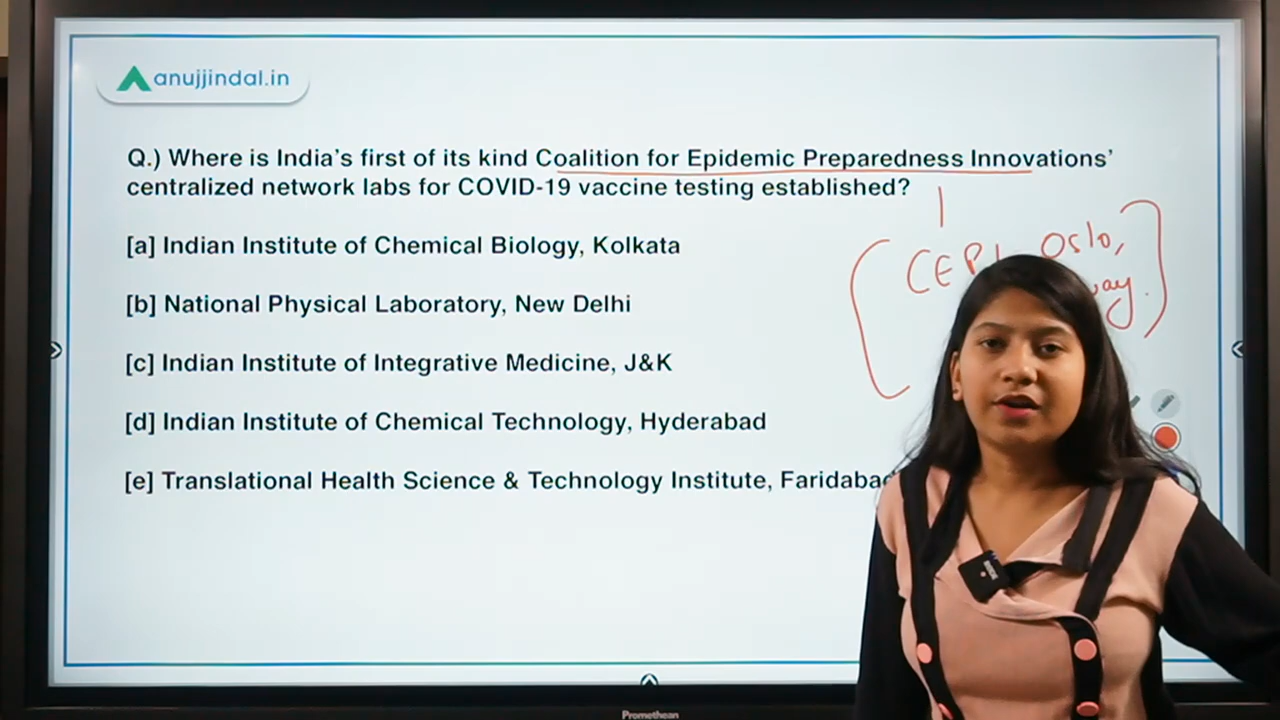 anujjindal.in
Q.) Where is India's first of its kind Coalition for Epidemic Preparedness Innovations'
centralized network labs for COVID-19 vaccine testing established?
[a] Indian Institute of Chemical Biology, Kolkata
[b] National Physical Laboratory, New Delhi
[c] Indian Institute of Integrative Medicine, J&K
[d] Indian Institute of Chemical Technology, Hyderabad
[e] Translational Health Science & Technology Institute,
Oslo,
Promethean